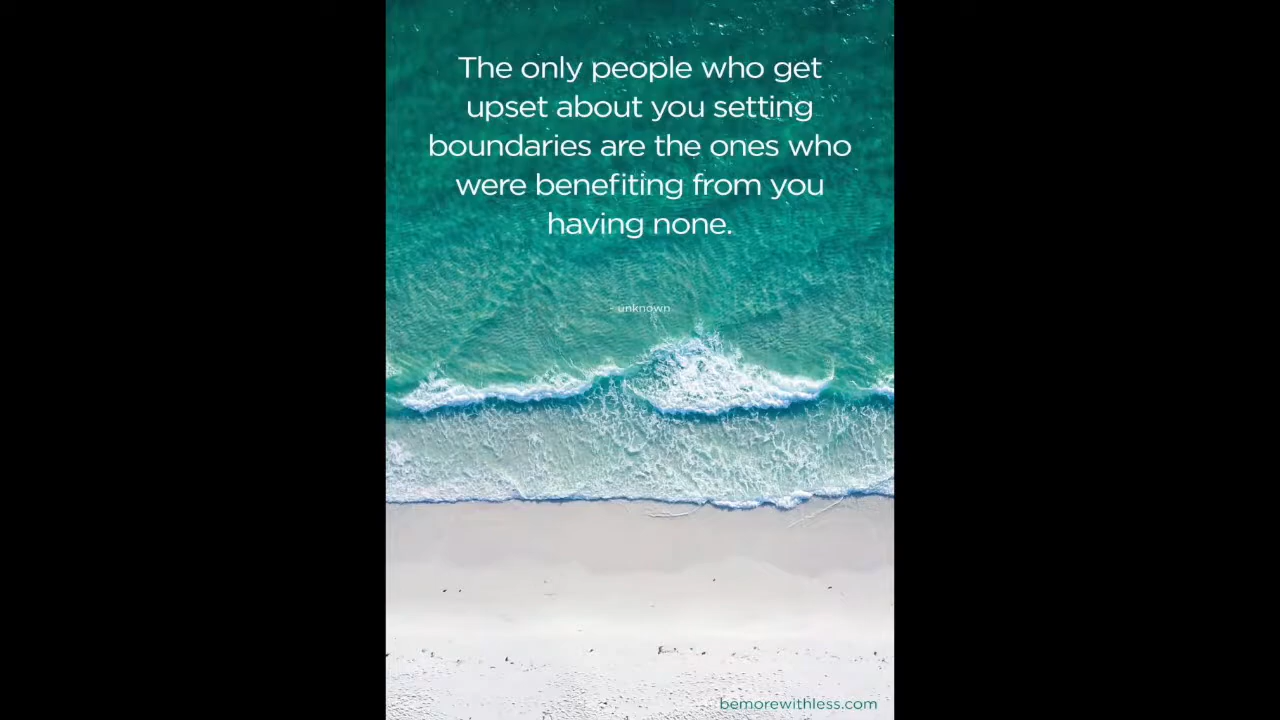 The only people who get
upset about you setting
boundaries are the ones who
were benefiting from you
having none.
- unknown
bemorewithless.com